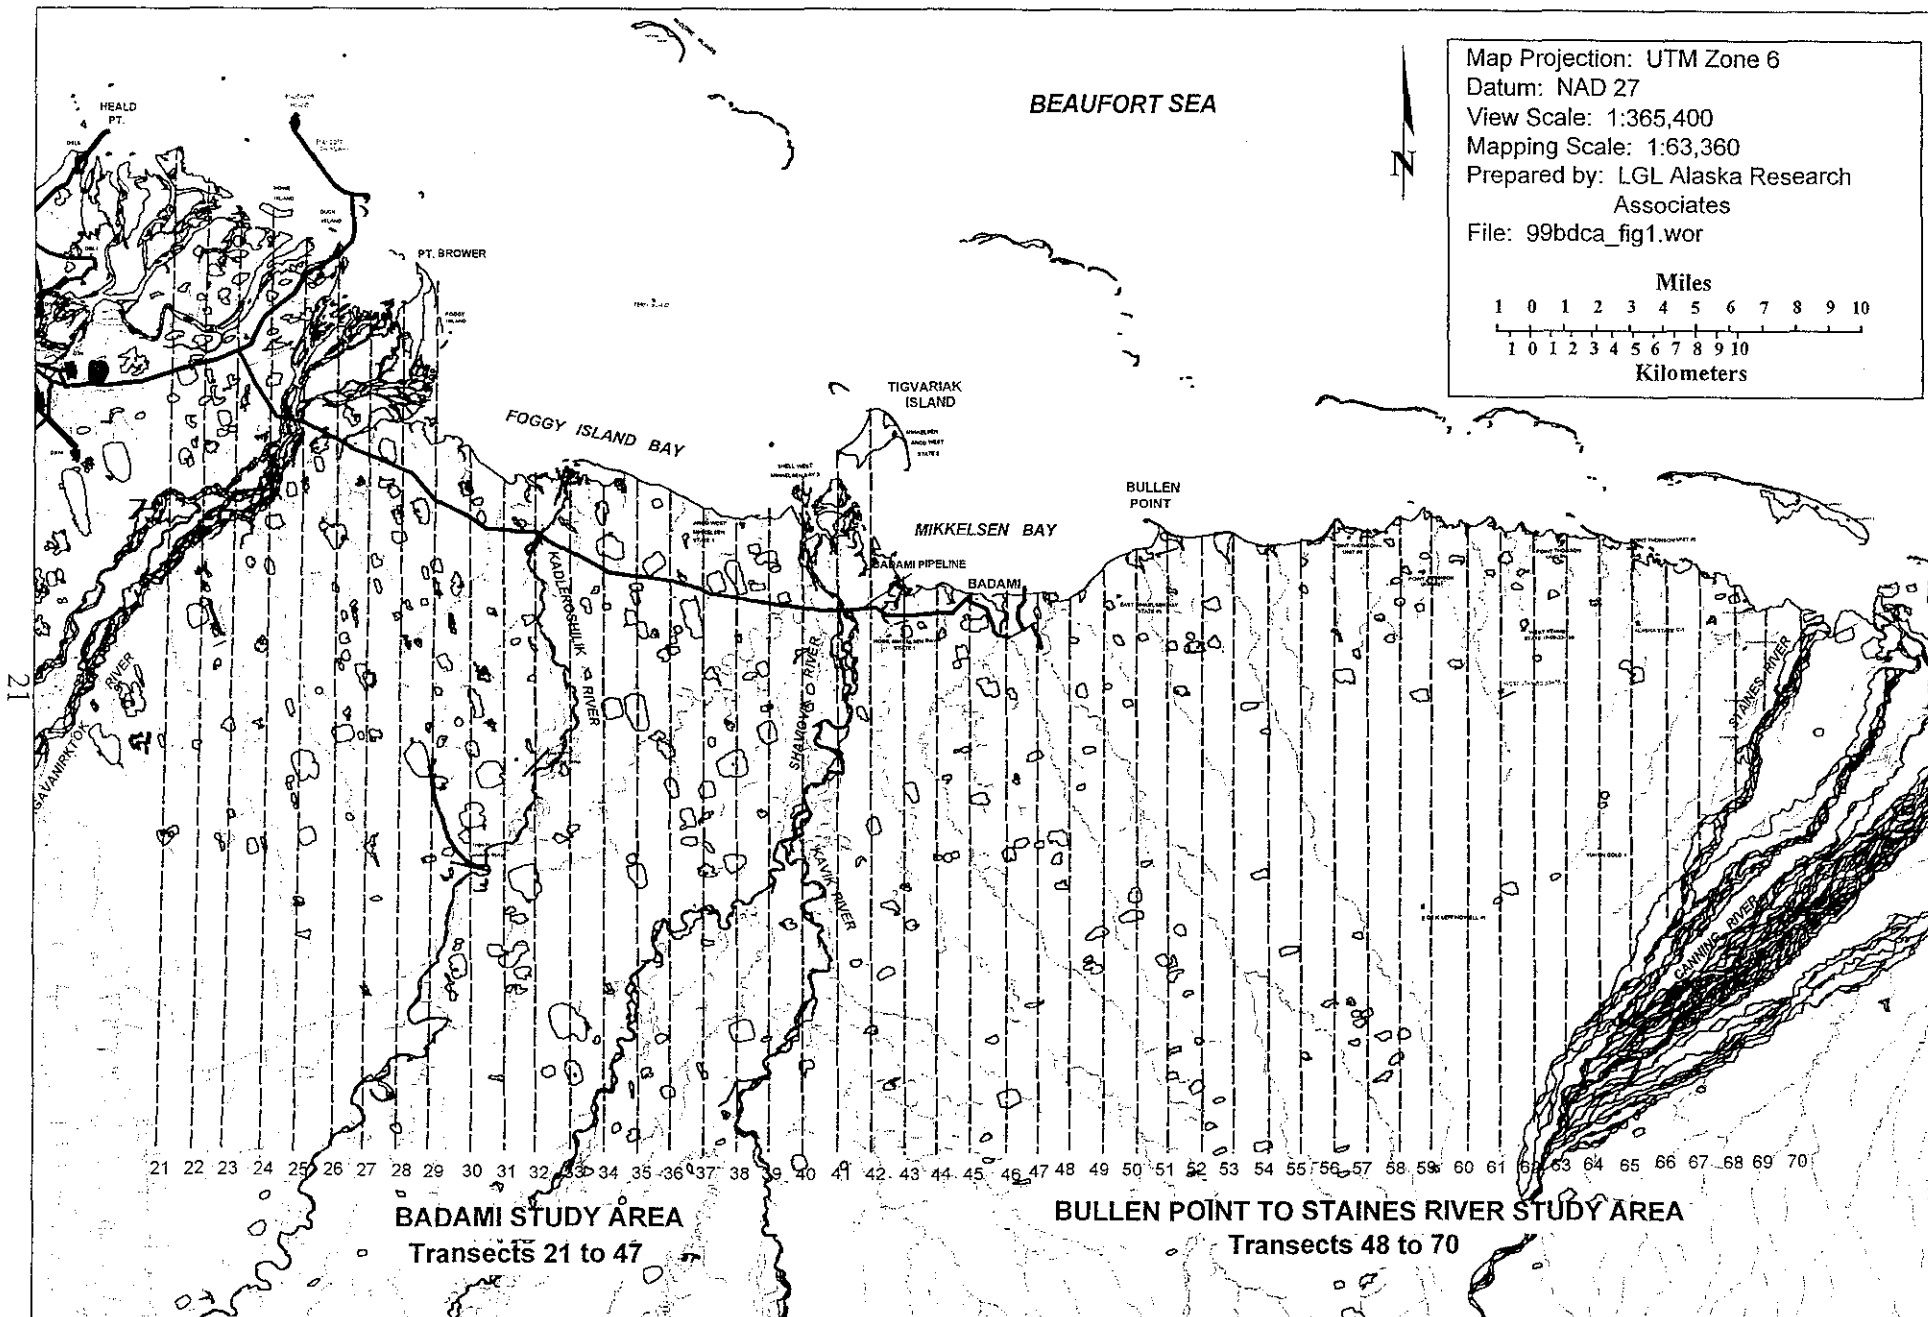 HEALD
PT.
BEAUFORT SEA
Map Projection: UTM Zone 6
Datum: NAD 27
View Scale: 1:365,400
Mapping Scale: 1:63,360
Prepared by: LGL Alaska Research
Associates
File: 99bdca_fig1.wor
Miles
1 0 1 2 3 4 5 6 7 8 9 10
1 0 1 2 3 4 5 6 7 8 9 10
Kilometers
N
HOWE
ISLAND
DUCK
ISLAND
PT. BROWER
FOGGY
ISLAND
FOGGY ISLAND BAY
TIGVARIAK
ISLAND
BULLEN
POINT
MIKKELSEN BAY
BADAMI PIPELINE
BADAMI
KADLEROSHILIK RIVER
SHAVIOVIK RIVER
KAVIK RIVER
STAINES RIVER
CANNING RIVER
SAGAVANIRKTOK RIVER
21
21 22 23 24 25 26 27 28 29 30 31 32 33 34 35 36 37 38 39 40 41 42 43 44 45 46 47 48 49 50 51 52 53 54 55 56 57 58 59 60 61 62 63 64 65 66 67 68 69 70
BADAMI STUDY AREA
Transects 21 to 47
BULLEN POINT TO STAINES RIVER STUDY AREA
Transects 48 to 70